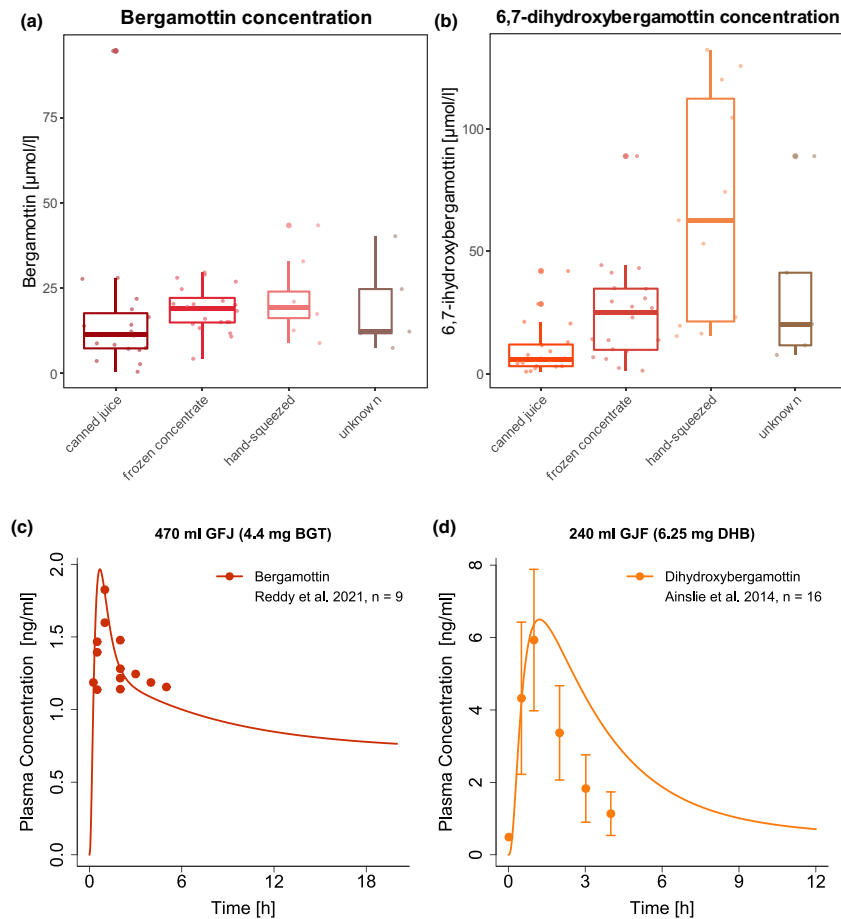 (a)
Bergamottin concentration
Bergamottin [µmol/l]
75
50
25
0
canned juice
frozen concentrate
hand-squeezed
unknown
(b)
6,7-dihydroxybergamottin concentration
6,7-ihydroxybergamottin [µmol/l]
100
50
0
canned juice
frozen concentrate
hand-squeezed
unknown
(c)
470 ml GFJ (4.4 mg BGT)
Plasma Concentration [ng/ml]
2.0
1.5
1.0
0.5
0.0
Bergamottin
Reddy et al. 2021, n = 9
0
6
12
18
Time [h]
(d)
240 ml GJF (6.25 mg DHB)
Plasma Concentration [ng/ml]
8
6
4
2
0
Dihydroxybergamottin
Ainslie et al. 2014, n = 16
0
3
6
9
12
Time [h]